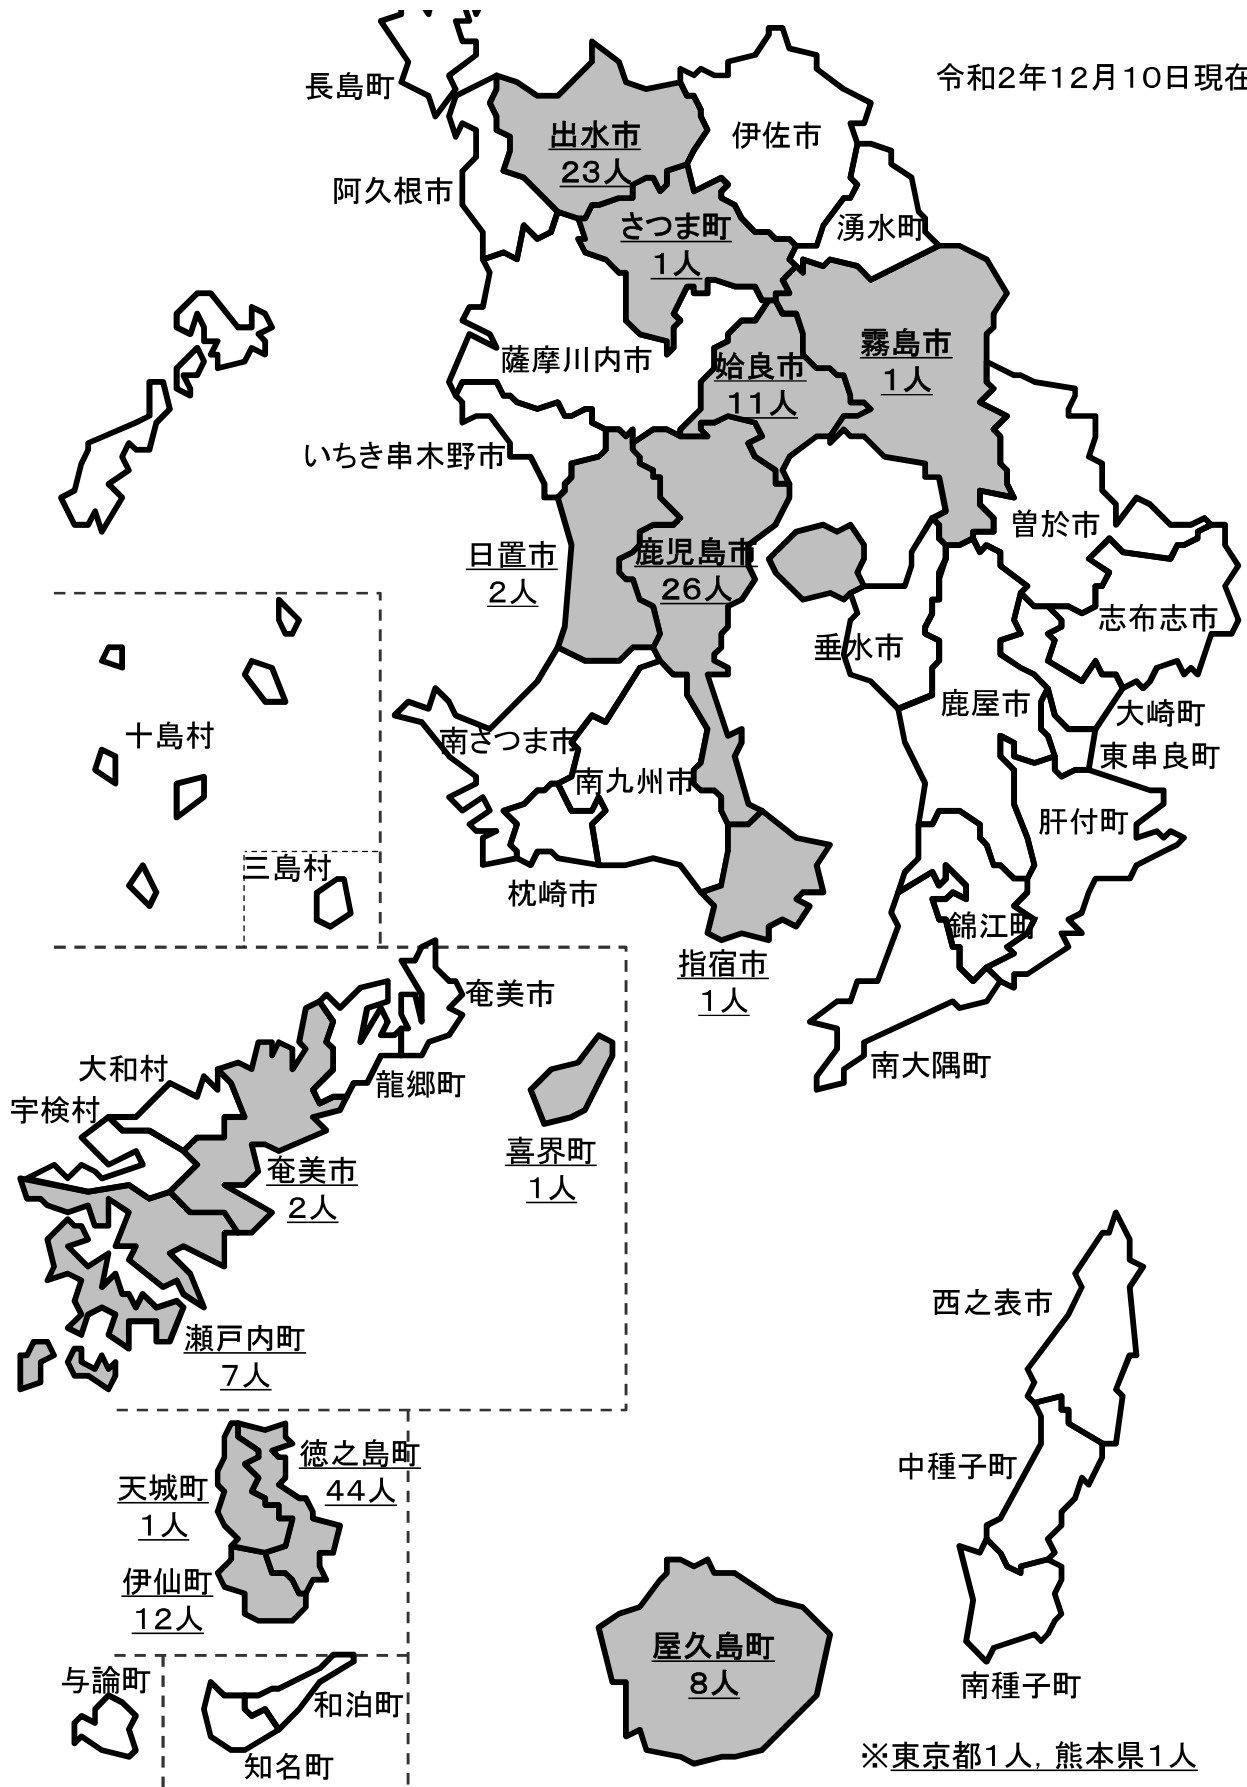 令和2年12月10日現在
長島町
出水市
23人
伊佐市
阿久根市
さつま町
1人
湧水町
薩摩川内市
姶良市
11人
霧島市
1人
いちき串木野市
曽於市
日置市
2人
鹿児島市
26人
志布志市
垂水市
鹿屋市
大崎町
東串良町
十島村
南さつま市
南九州市
肝付町
三島村
枕崎市
錦江町
指宿市
1人
奄美市
南大隅町
大和村
龍郷町
宇検村
喜界町
1人
奄美市
2人
西之表市
瀬戸内町
7人
徳之島町
44人
天城町
1人
中種子町
伊仙町
12人
屋久島町
8人
与論町
和泊町
知名町
南種子町
※東京都1人，熊本県1人